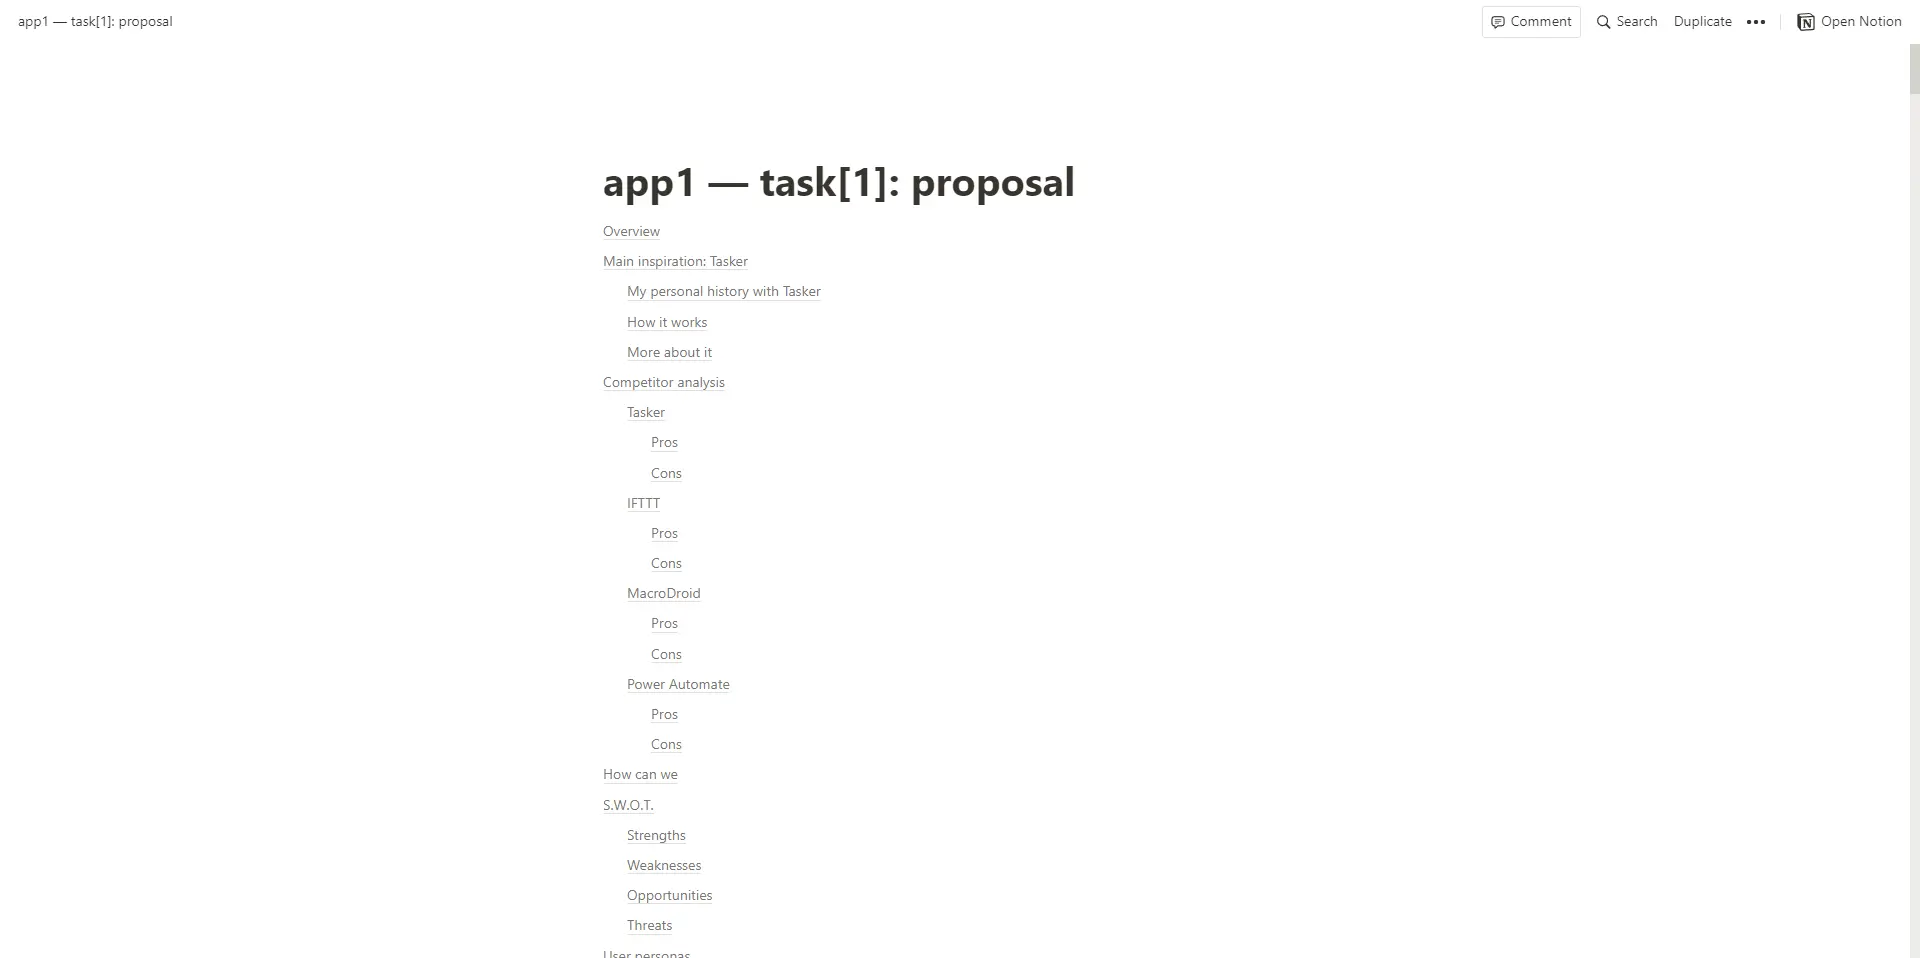 app1 — task[1]: proposal
Comment
Search
Duplicate
Open Notion
app1 — task[1]: proposal
Overview
Main inspiration: Tasker
My personal history with Tasker
How it works
More about it
Competitor analysis
Tasker
Pros
Cons
IFTTT
Pros
Cons
MacroDroid
Pros
Cons
Power Automate
Pros
Cons
How can we
S.W.O.T.
Strengths
Weaknesses
Opportunities
Threats
User personas